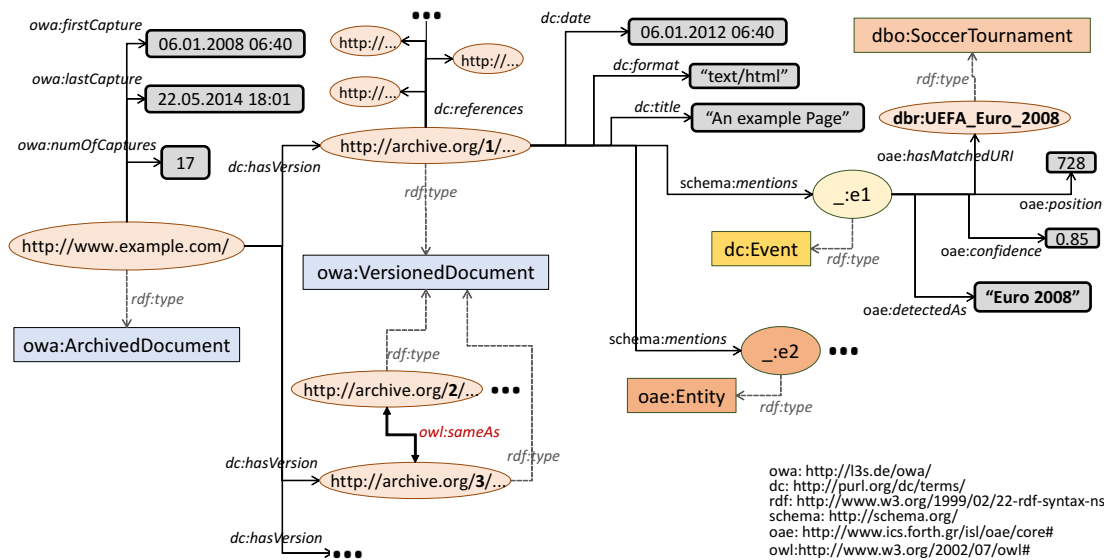 owa:firstCapture
06.01.2008 06:40
owa:lastCapture
22.05.2014 18:01
owa:numOfCaptures
17
http://www.example.com/
rdf:type
owa:ArchivedDocument
dc:hasVersion
dc:hasVersion
dc:hasVersion
http://...
http://...
http://...
dc:references
http://archive.org/1/...
rdf:type
owa:VersionedDocument
rdf:type
http://archive.org/2/...
owl:sameAs
rdf:type
http://archive.org/3/...
dc:date
06.01.2012 06:40
dc:format
"text/html"
dc:title
"An example Page"
schema:mentions
_:e1
rdf:type
dc:Event
dbo:SoccerTournament
rdf:type
dbr:UEFA_Euro_2008
oae:hasMatchedURI
728
oae:position
0.85
oae:confidence
"Euro 2008"
oae:detectedAs
schema:mentions
_:e2
oae:Entity
rdf:type
owa: http://l3s.de/owa/
dc: http://purl.org/dc/terms/
rdf: http://www.w3.org/1999/02/22-rdf-syntax-ns
schema: http://schema.org/
oae: http://www.ics.forth.gr/isl/oae/core#
owl:http://www.w3.org/2002/07/owl#